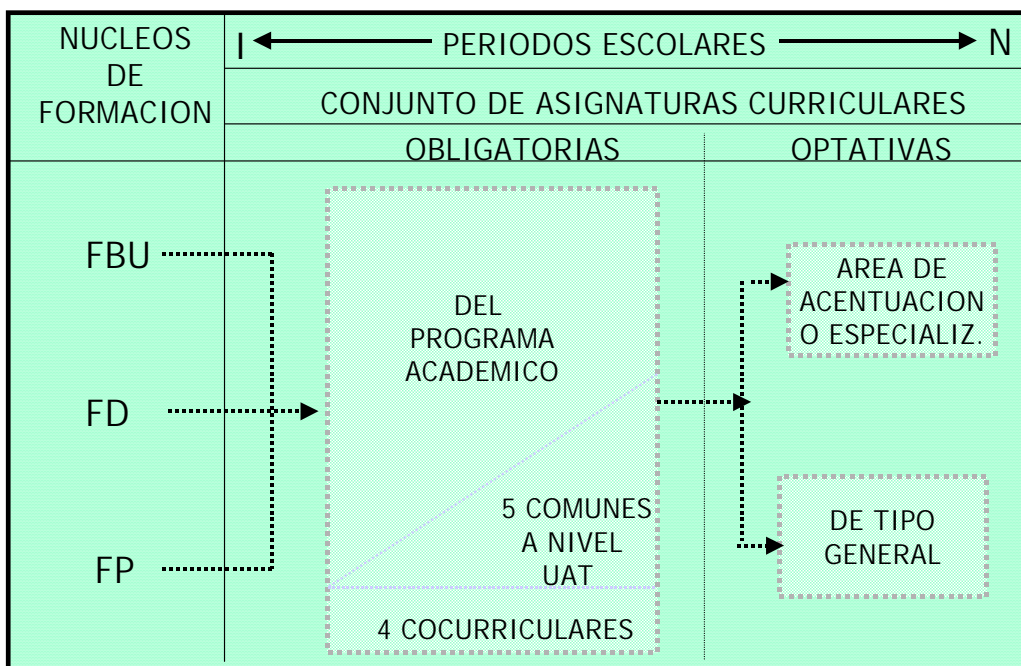 NUCLEOS
DE
FORMACION
I PERIODOS ESCOLARES N
CONJUNTO DE ASIGNATURAS CURRICULARES
OBLIGATORIAS OPTATIVAS
FBU
FD
FP
DEL
PROGRAMA
ACADEMICO
5 COMUNES
A NIVEL
UAT
4 COCURRICULARES
AREA DE
ACENTUACION
O ESPECIALIZ.
DE TIPO
GENERAL